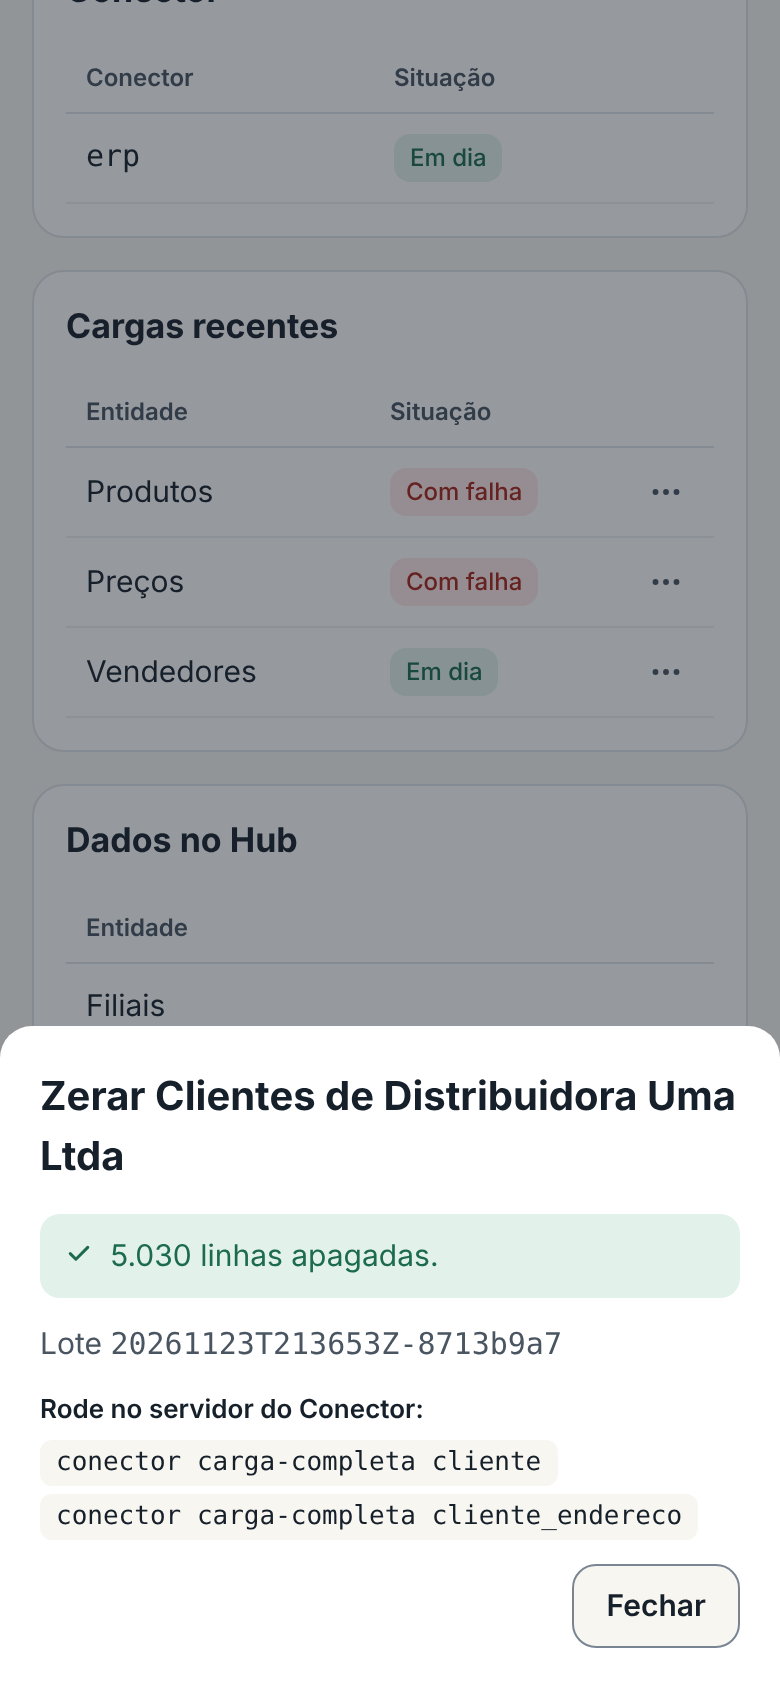 Conector Situação
erp Em dia
Cargas recentes
Entidade Situação
Produtos Com falha
Preços Com falha
Vendedores Em dia
Dados no Hub
Entidade
Filiais
Zerar Clientes de Distribuidora Uma
Ltda
5.030 linhas apagadas.
Lote 20261123T213653Z-8713b9a7
Rode no servidor do Conector:
conector carga-completa cliente
conector carga-completa cliente_endereco
Fechar